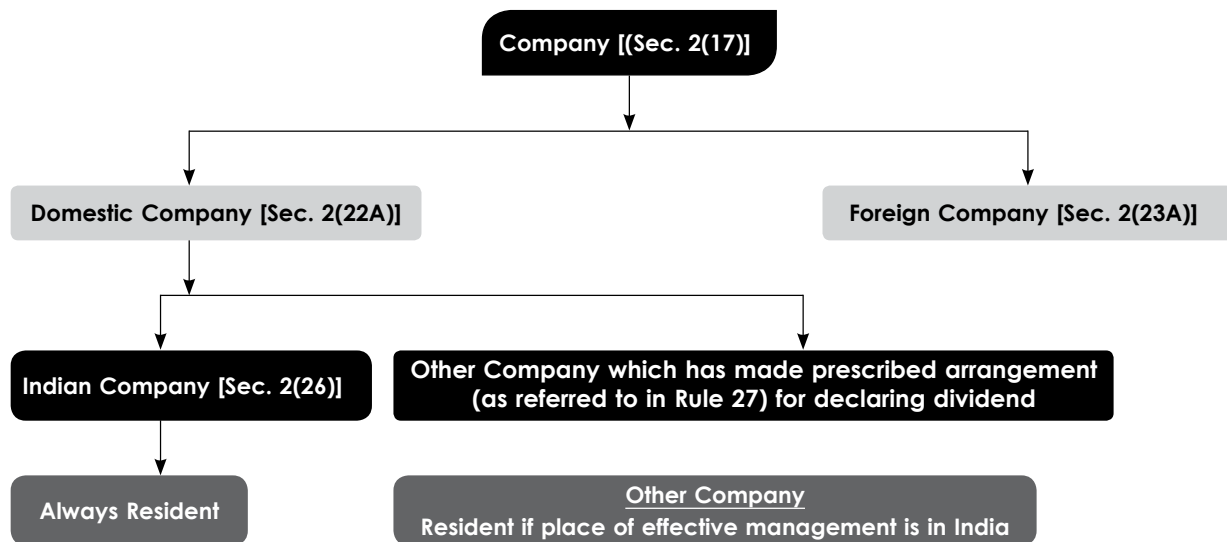 Company [(Sec. 2(17)]
Domestic Company [Sec. 2(22A)]
Foreign Company [Sec. 2(23A)]
Indian Company [Sec. 2(26)]
Other Company which has made prescribed arrangement
(as referred to in Rule 27) for declaring dividend
Always Resident
Other Company
Resident if place of effective management is in India